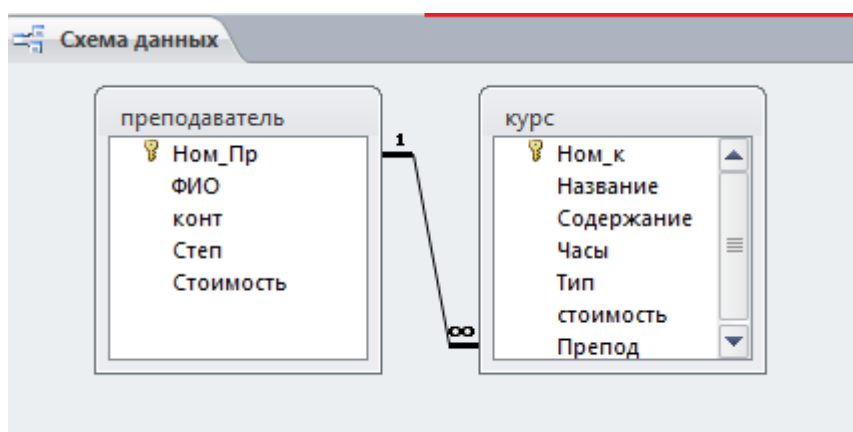 Схема данных
преподаватель
Ном_Пр
ФИО
конт
Степ
Стоимость
1
∞
курс
Ном_к
Название
Содержание
Часы
Тип
стоимость
Препод